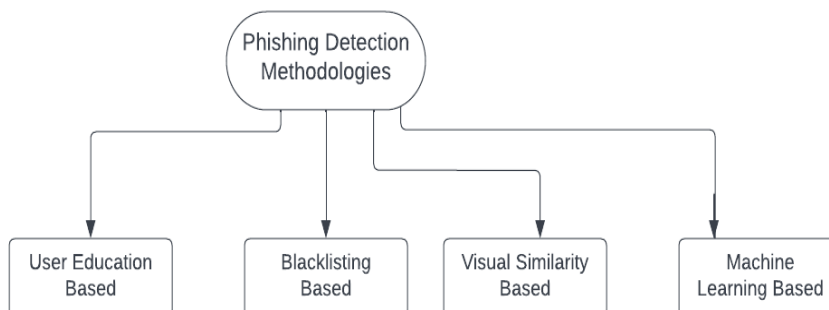 Phishing Detection
Methodologies
User Education
Based
Blacklisting
Based
Visual Similarity
Based
Machine
Learning Based